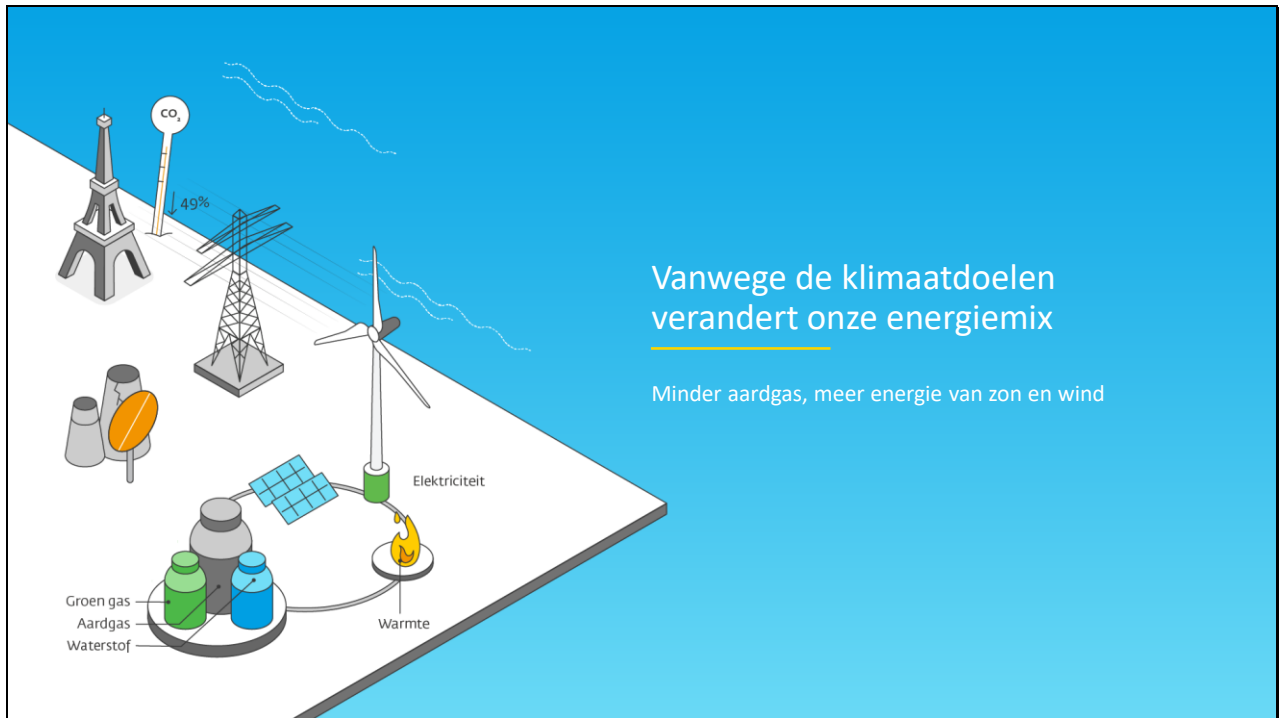 CO₂
49%
Vanwege de klimaatdoelen
verandert onze energiemix
Minder aardgas, meer energie van zon en wind
Elektriciteit
Groen gas
Aardgas
Waterstof
Warmte